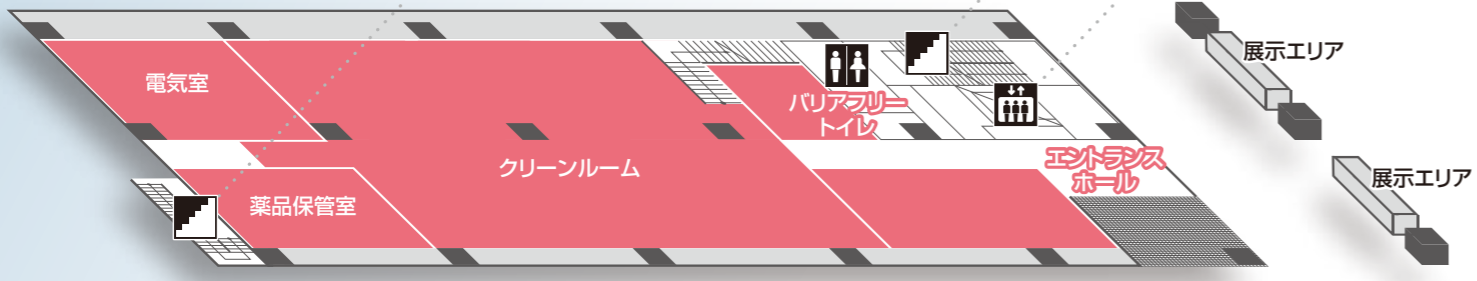 展示エリア
電気室
バリアフリー
トイレ
クリーンルーム
エントランス
ホール
展示エリア
薬品保管室